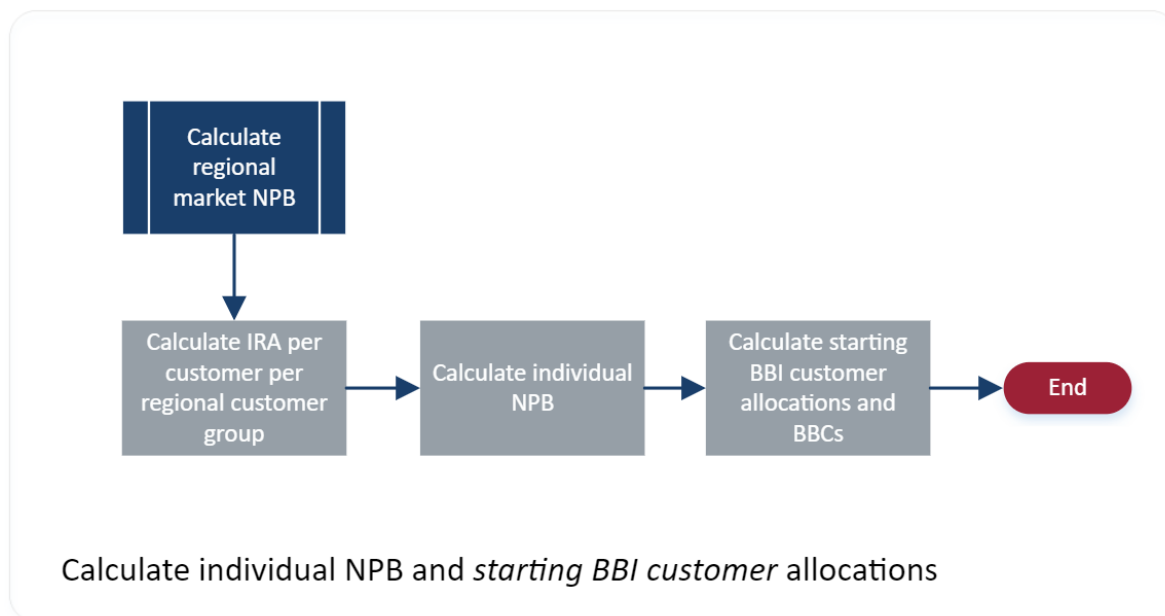 Calculate
regional
market NPB
Calculate IRA per
customer per
regional customer
group
Calculate individual
NPB
Calculate starting
BBI customer
allocations and
BBCs
End
Calculate individual NPB and starting BBI customer allocations